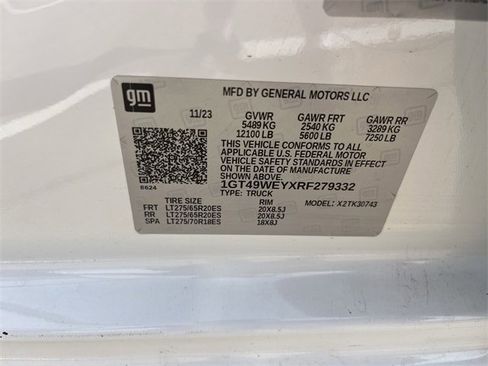 gm
MFD BY GENERAL MOTORS LLC
11/23 GVWR GAWR FRT GAWR RR
5489 KG 2540 KG 3289 KG
12100 LB 5600 LB 7250 LB
THIS VEHICLE CONFORMS TO ALL APPLICABLE
U.S. FEDERAL MOTOR VEHICLE SAFETY
STANDARDS IN EFFECT ON THE DATE OF
MANUFACTURE SHOWN ABOVE.
1GT49WEYXRF279332
8624 TYPE: TRUCK MODEL: X2TK30743
TIRE SIZE RIM
FRT LT275/65R20ES 20X8.5J
RR LT275/65R20ES 20X8.5J
SPA LT275/70R18ES 18X8J